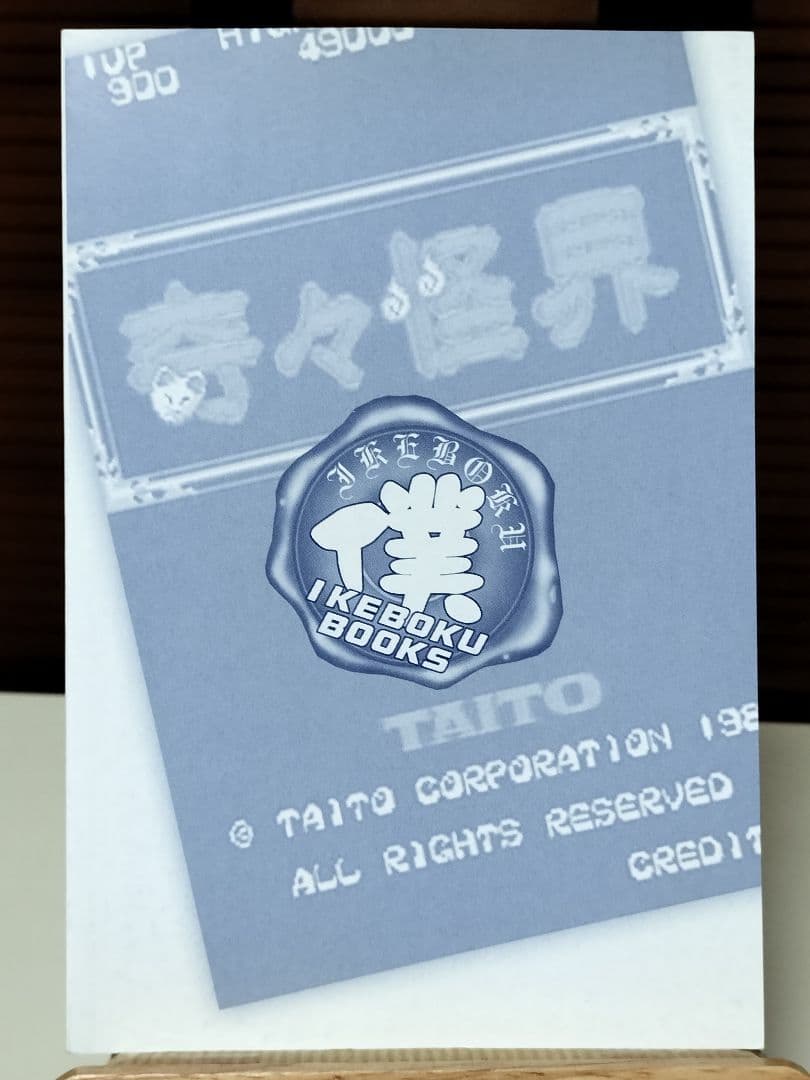 1UP
900
49000
奇々怪界
IKEBOKU
僕
IKEBOKU
BOOKS
TAITO
© TAITO CORPORATION 198
ALL RIGHTS RESERVED
CREDIT